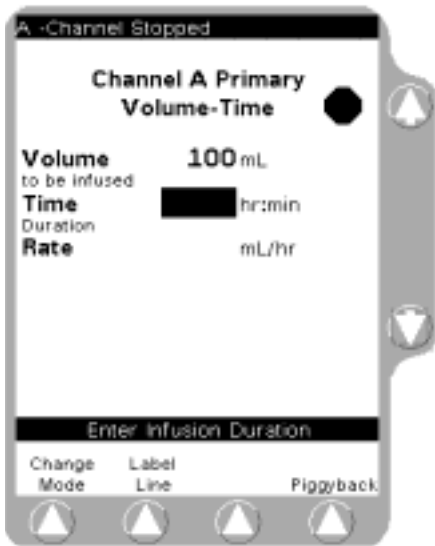 A -Channel Stopped
Channel A Primary
Volume-Time
Volume 100 mL
to be infused
Time hr:min
Duration
Rate mL/hr
Enter Infusion Duration
Change Label
Mode Line Piggyback